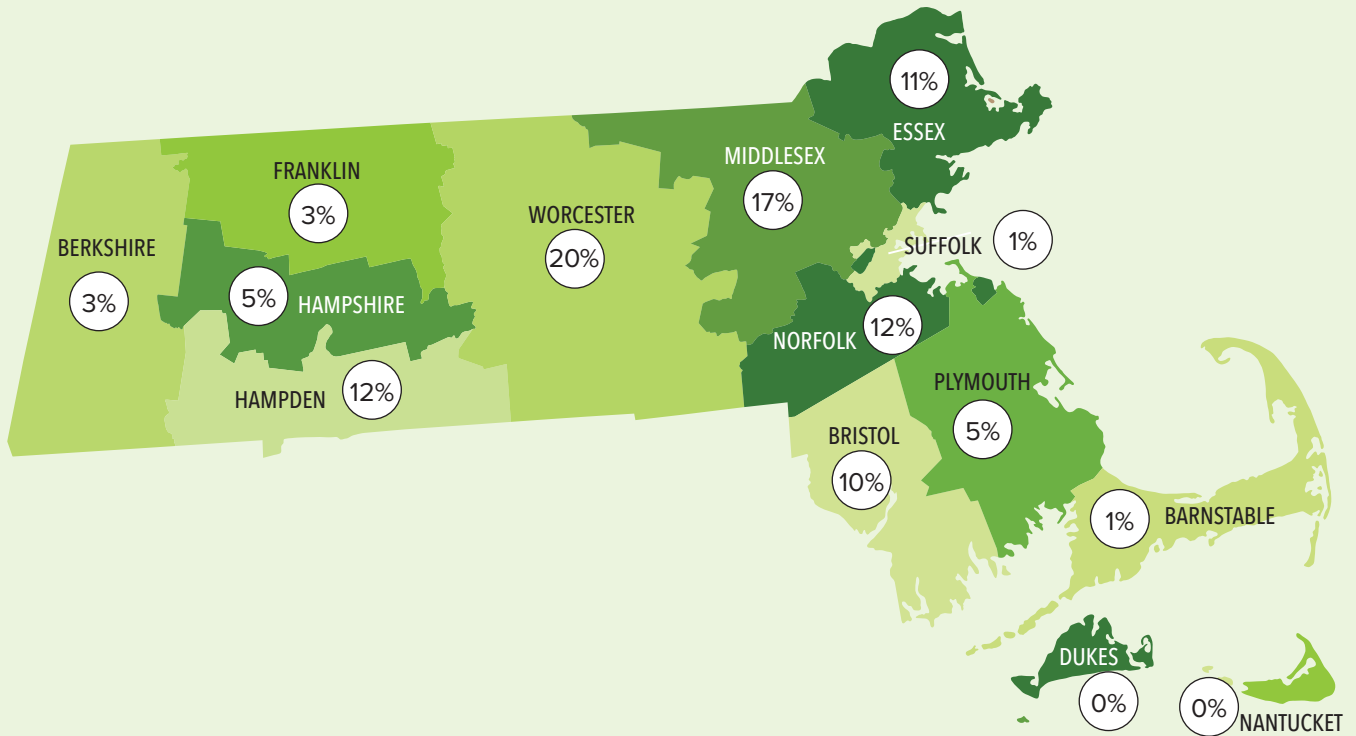 11%
ESSEX
MIDDLESEX
17%
FRANKLIN
3%
WORCESTER
20%
SUFFOLK 1%
BERKSHIRE
3%
5% HAMPSHIRE
NORFOLK 12%
HAMPDEN 12%
PLYMOUTH
5%
BRISTOL
10%
1% BARNSTABLE
DUKES
0%
0% NANTUCKET